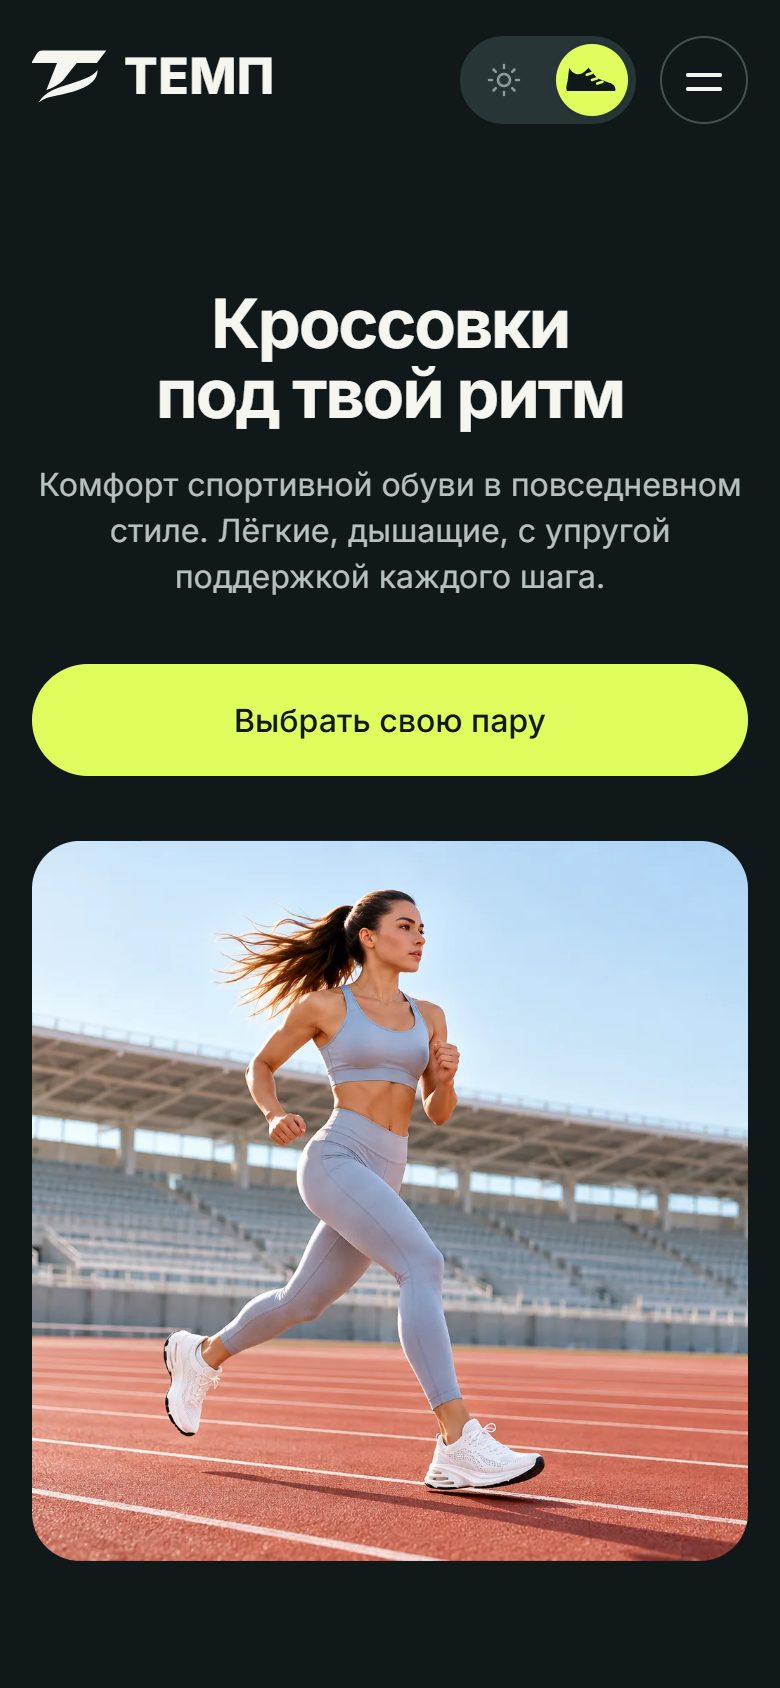 ТЕМП
Кроссовки
под твой ритм
Комфорт спортивной обуви в повседневном
стиле. Лёгкие, дышащие, с упругой
поддержкой каждого шага.
Выбрать свою пару